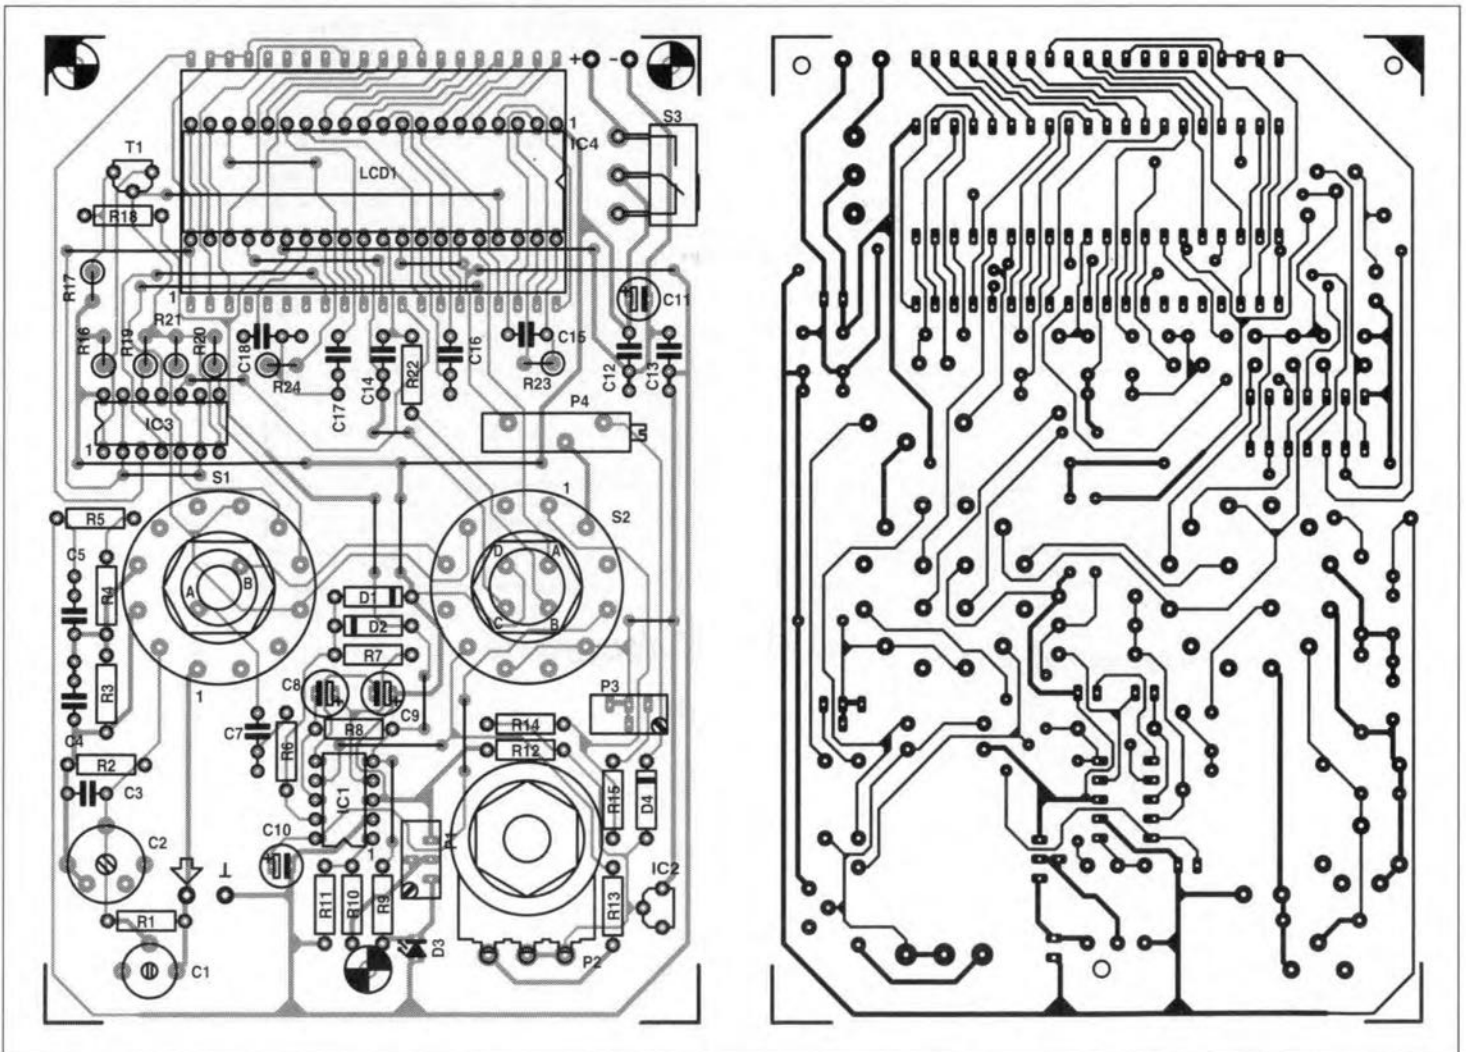 + -
S3
1
IC4
T1
LCD1
R18
R17
1
C11
R21
R16
R19
R20
C18
C16
C15
R24
C14
R22
R23
C12
C13
C17
P4
IC3
1
S1
1
S2
R5
C5
D
A
B
A
R4
D1
C
B
D2
R7
R3
C8
P3
1
C9
C4
R14
C7
R6
R8
R12
R2
C3
IC1
R15
D4
C10
P1
C2
⊥
1
IC2
R11
R10
R9
R13
R1
D3
P2
C1